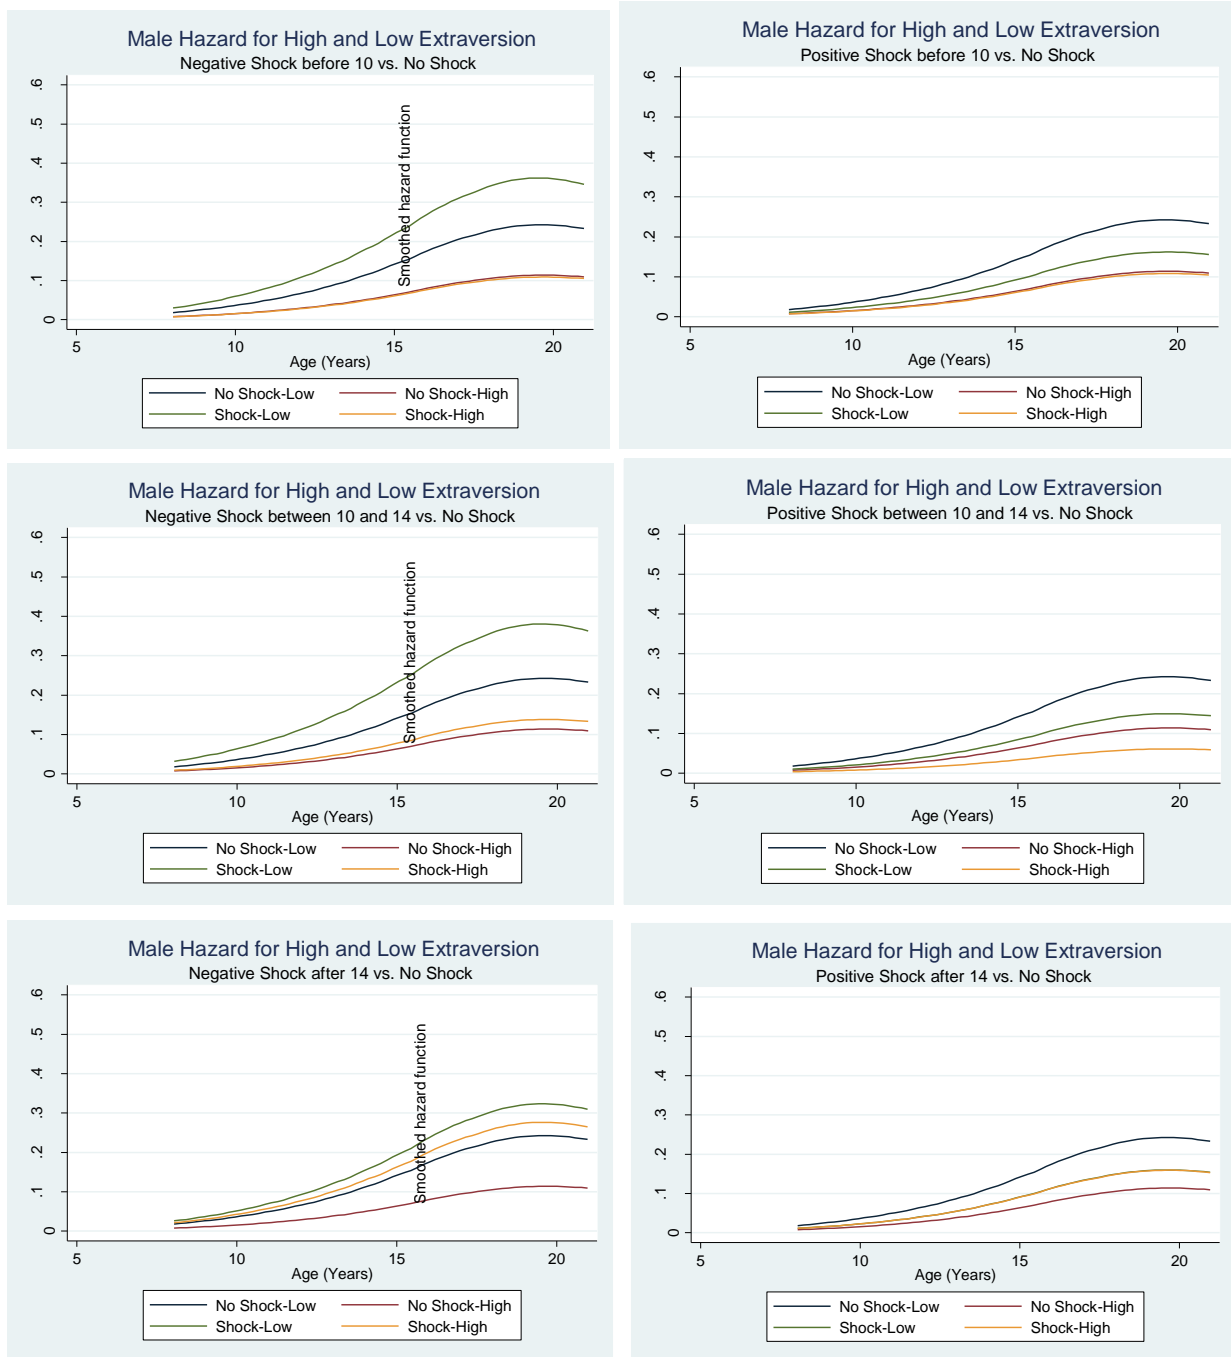 Male Hazard for High and Low Extraversion
Negative Shock before 10 vs. No Shock
.6
.5
.4
.3
.2
.1
0
Smoothed hazard function
5 10 15 20
Age (Years)
No Shock-Low No Shock-High
Shock-Low Shock-High
Male Hazard for High and Low Extraversion
Positive Shock before 10 vs. No Shock
.6
.5
.4
.3
.2
.1
0
5 10 15 20
Age (Years)
No Shock-Low No Shock-High
Shock-Low Shock-High
Male Hazard for High and Low Extraversion
Negative Shock between 10 and 14 vs. No Shock
.6
.5
.4
.3
.2
.1
0
Smoothed hazard function
5 10 15 20
Age (Years)
No Shock-Low No Shock-High
Shock-Low Shock-High
Male Hazard for High and Low Extraversion
Positive Shock between 10 and 14 vs. No Shock
.6
.5
.4
.3
.2
.1
0
5 10 15 20
Age (Years)
No Shock-Low No Shock-High
Shock-Low Shock-High
Male Hazard for High and Low Extraversion
Negative Shock after 14 vs. No Shock
.6
.5
.4
.3
.2
.1
0
Smoothed hazard function
5 10 15 20
Age (Years)
No Shock-Low No Shock-High
Shock-Low Shock-High
Male Hazard for High and Low Extraversion
Positive Shock after 14 vs. No Shock
.6
.5
.4
.3
.2
.1
0
5 10 15 20
Age (Years)
No Shock-Low No Shock-High
Shock-Low Shock-High